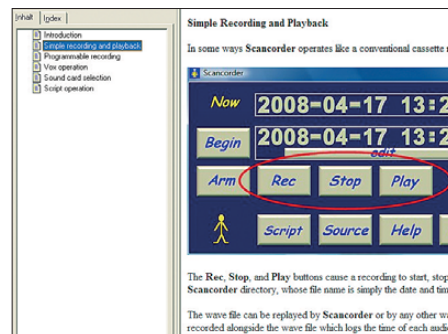 Inhalt Index
Introduction
Simple recording and playback
Programmable recording
Vox operation
Sound card selection
Script operation
Simple Recording and Playback
In some ways Scancorder operates like a conventional cassette
Scancorder
Now 2008-04-17 13:2
Begin 2008-04-17 13:2
edit
Arm Rec Stop Play
Script Source Help
The Rec, Stop, and Play buttons cause a recording to start, stop
Scancorder directory, whose file name is simply the date and tim
The wave file can be replayed by Scancorder or by any other wa
recorded alongside the wave file which logs the time of each audi